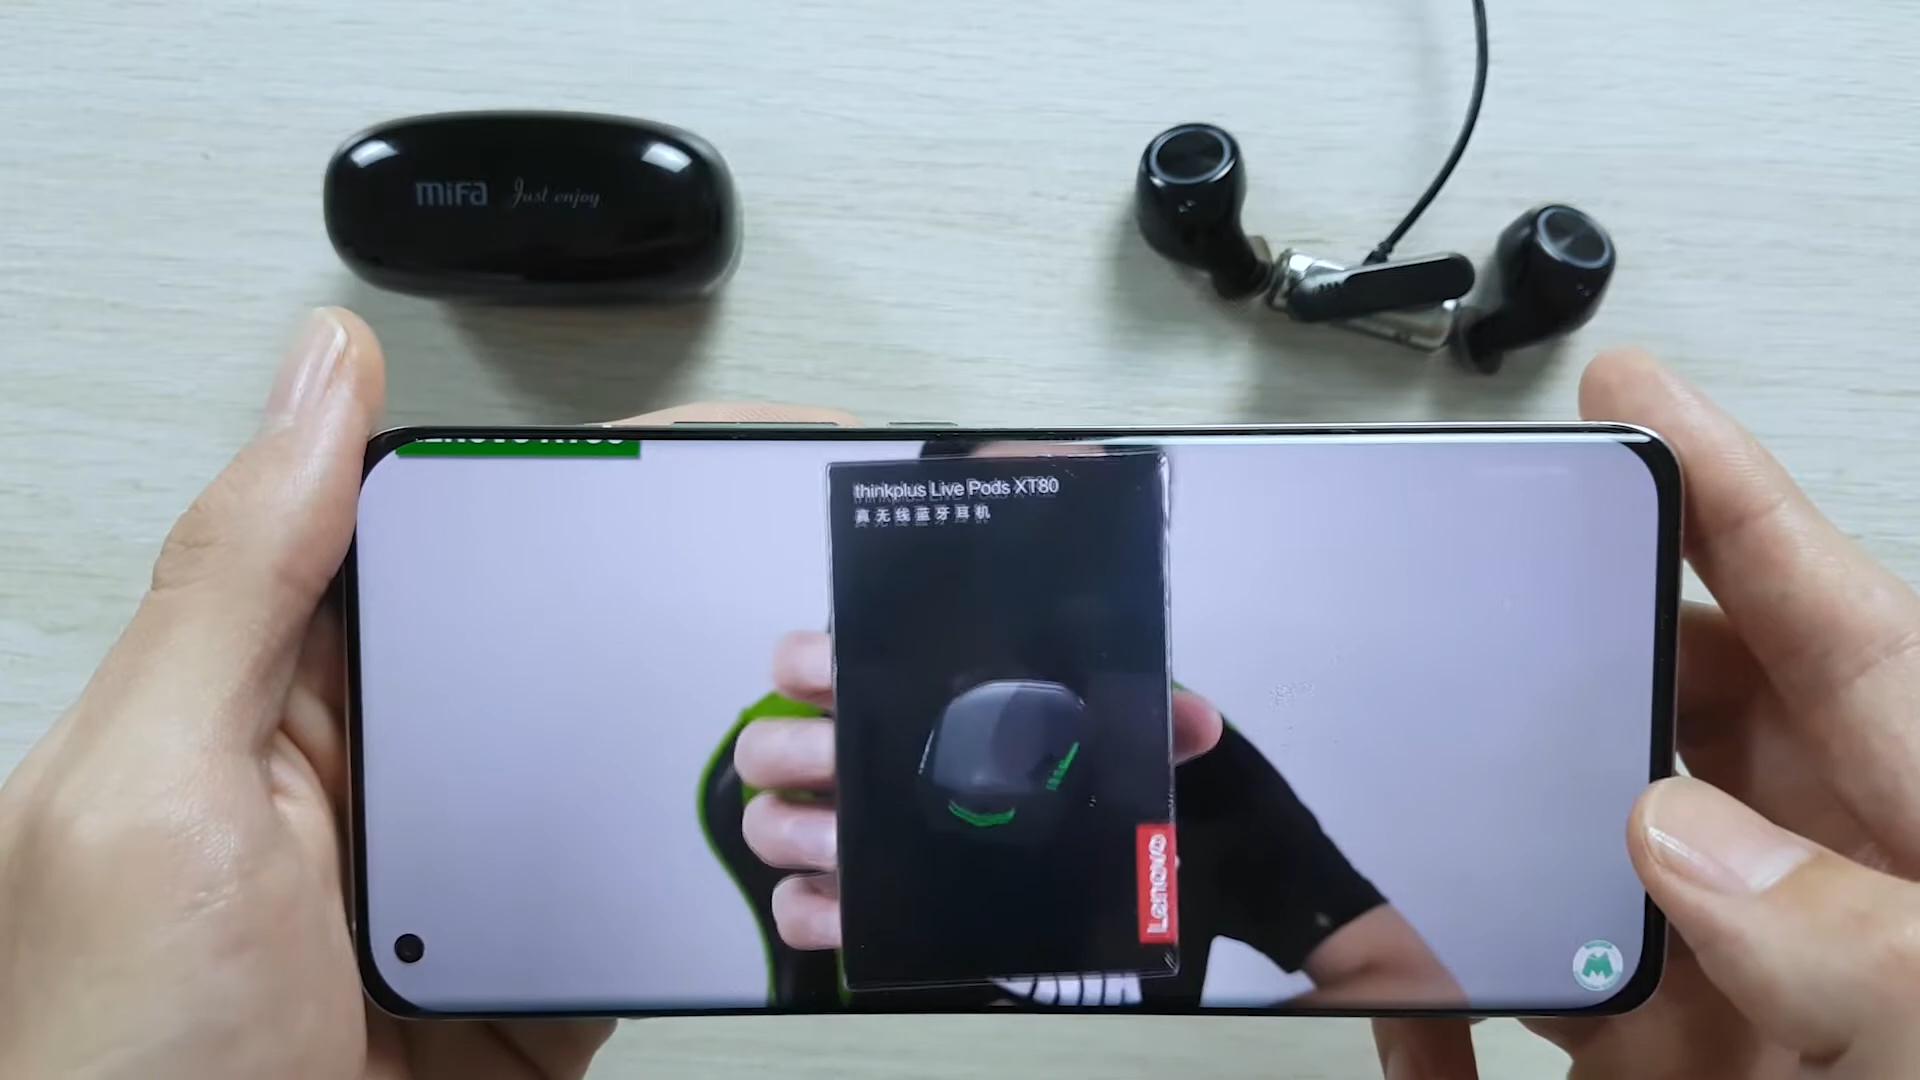 mifa Just enjoy
thinkplus Live Pods XT80
真无线蓝牙耳机
Lenovo
M